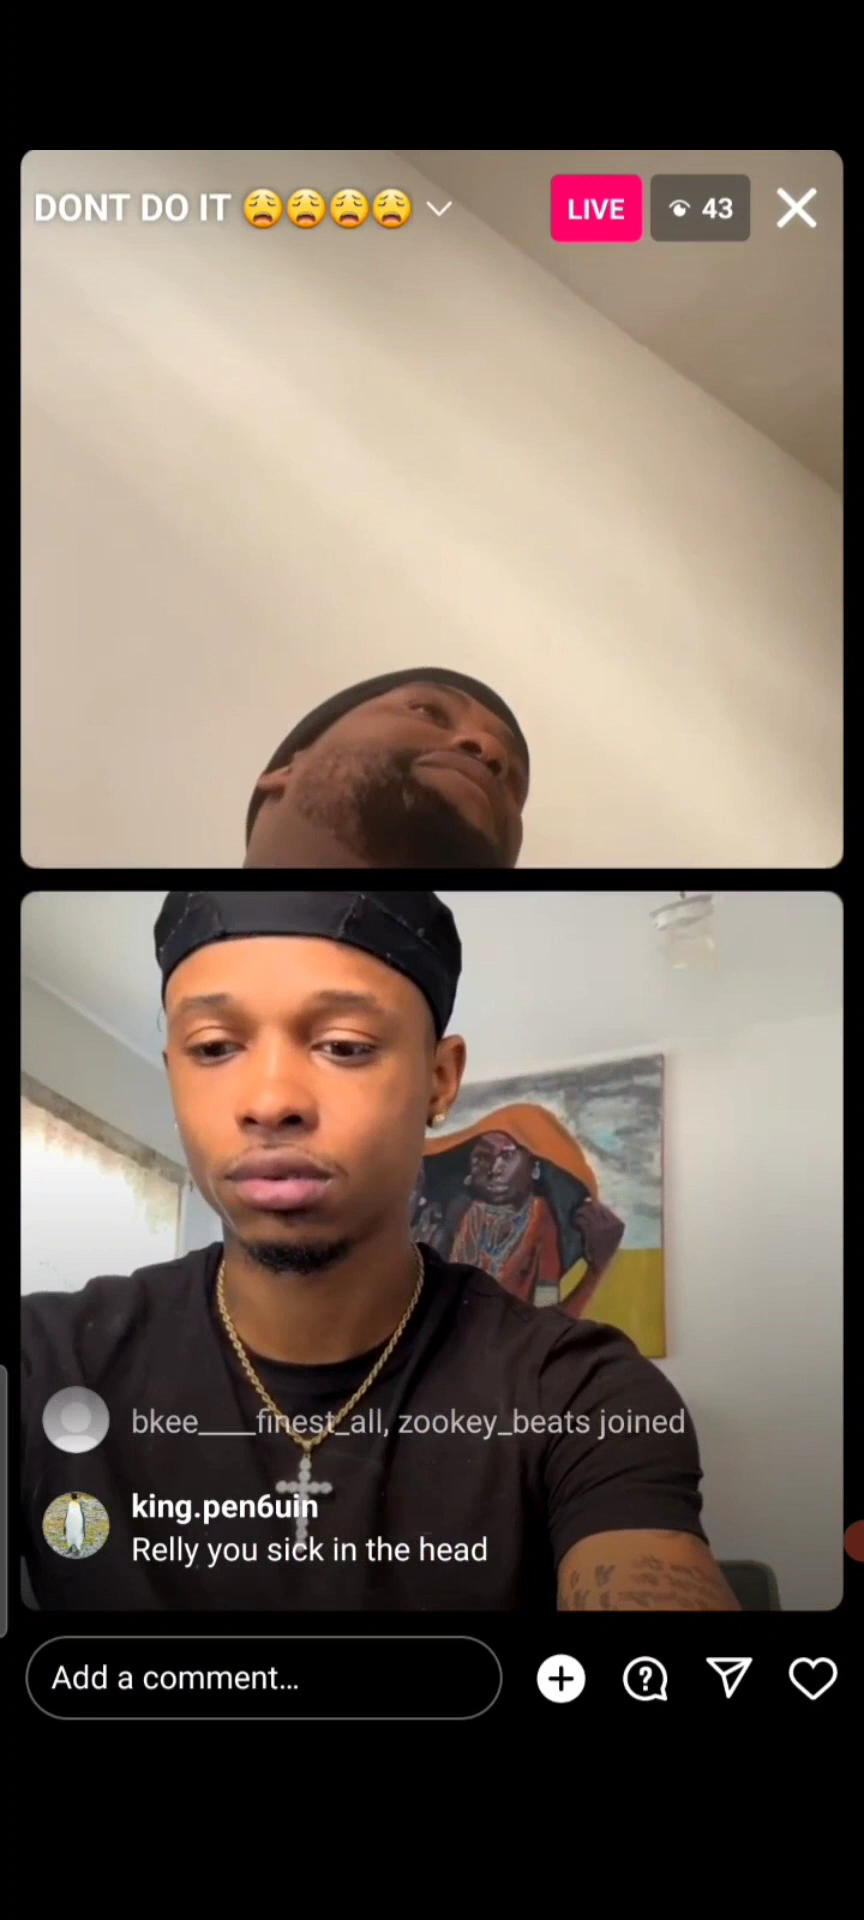 DONT DO IT 😩😩😩😩
LIVE
43
bkee____finest_all, zookey_beats joined
king.pen6uin
Relly you sick in the head
Add a comment...